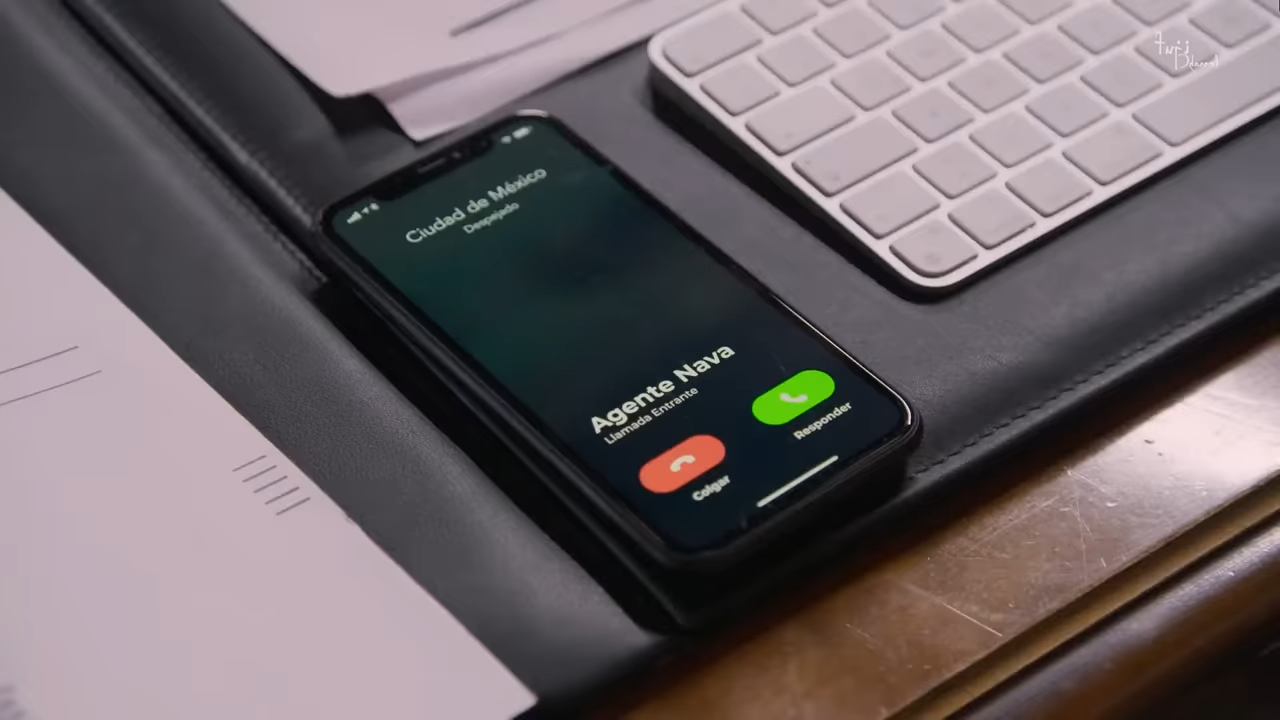 Ciudad de México
Despejado
Agente Nava
Llamada Entrante
Colgar
Responder